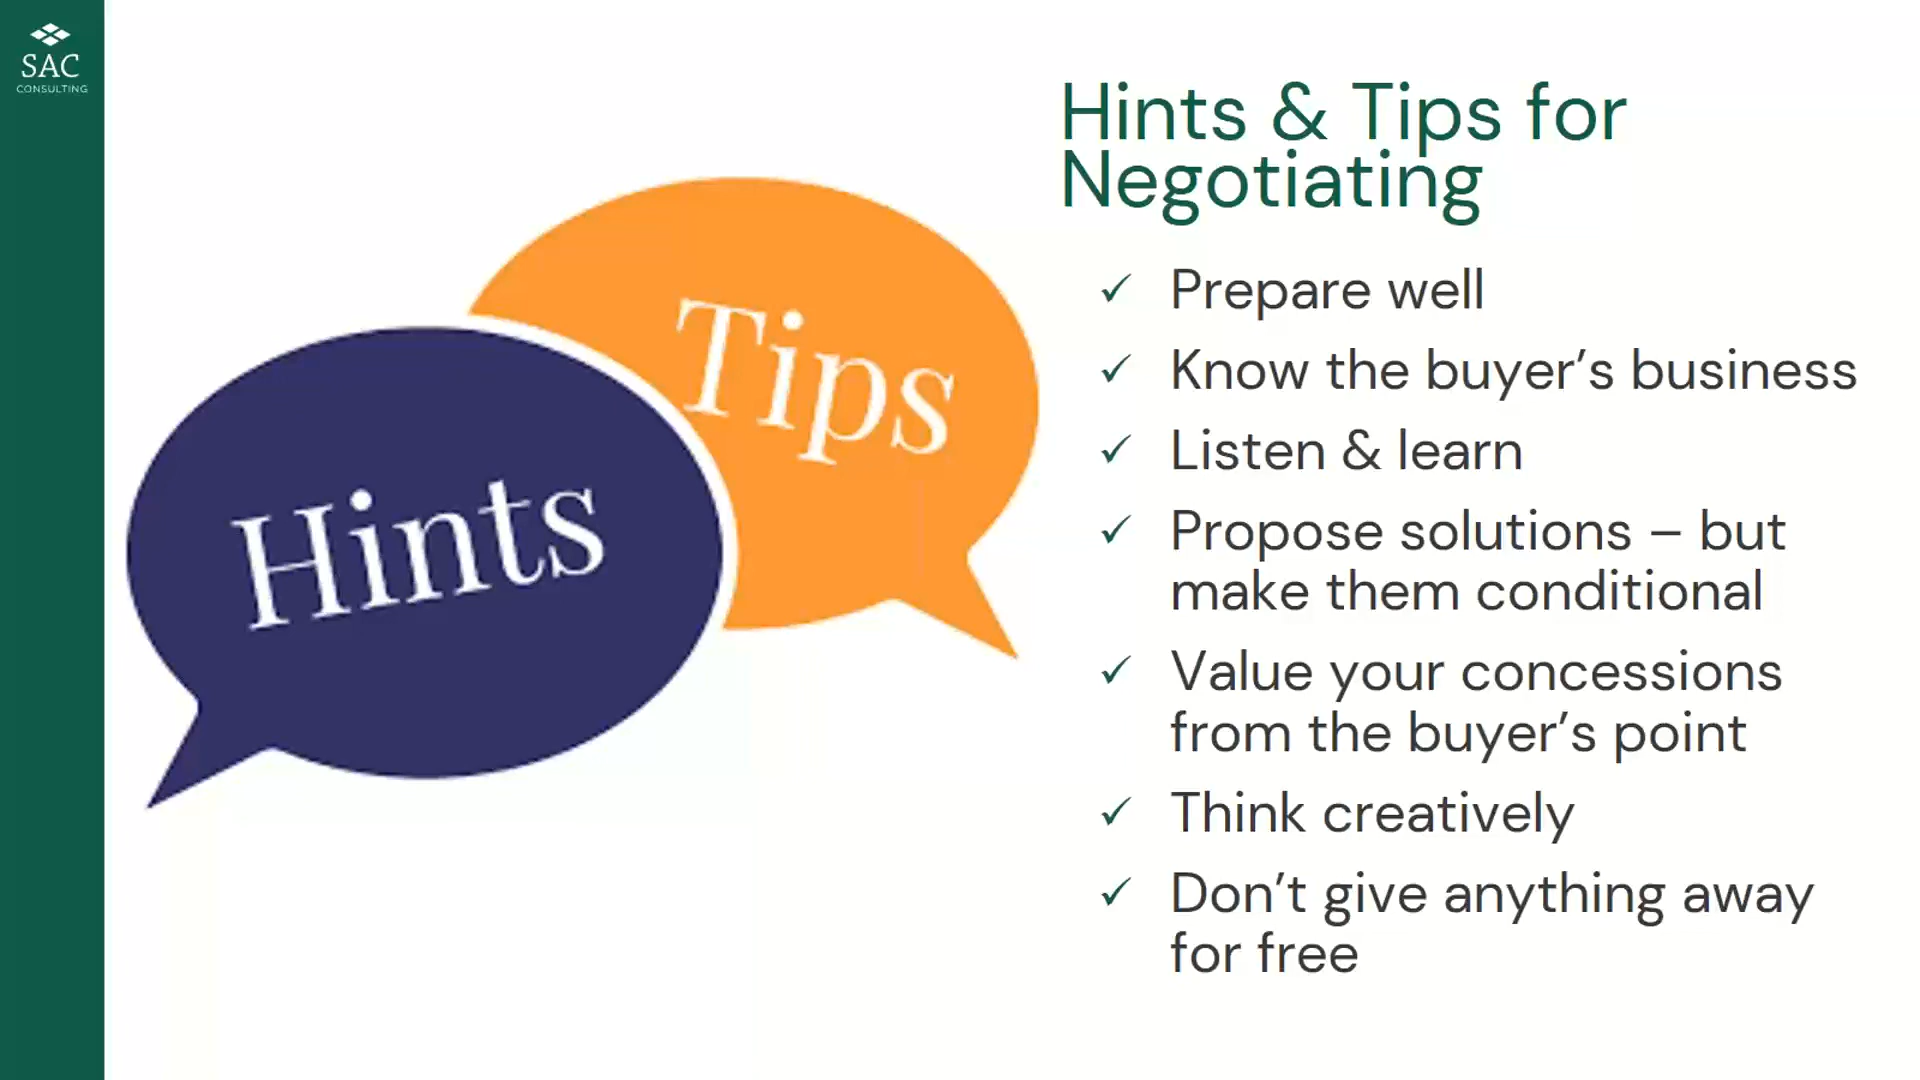 SAC
CONSULTING
Hints & Tips for
Negotiating
Tips
Hints
✓ Prepare well
✓ Know the buyer’s business
✓ Listen & learn
✓ Propose solutions – but
make them conditional
✓ Value your concessions
from the buyer’s point
✓ Think creatively
✓ Don’t give anything away
for free